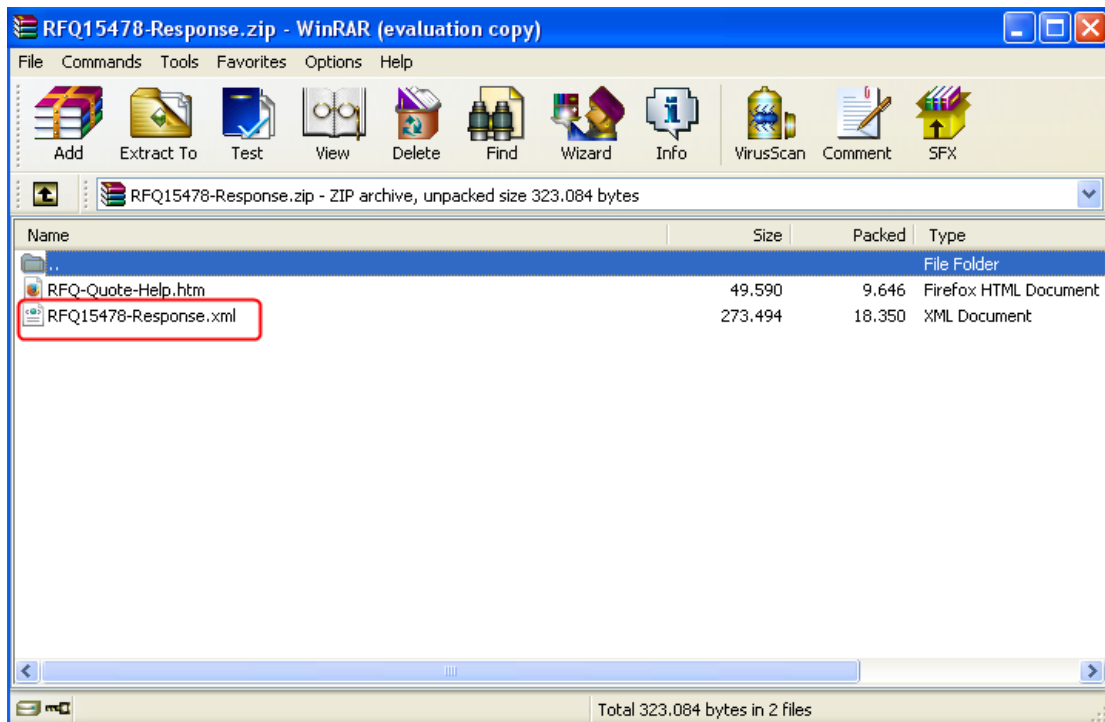 RFQ15478-Response.zip - WinRAR (evaluation copy)
File Commands Tools Favorites Options Help
Add Extract To Test View Delete Find Wizard Info VirusScan Comment SFX
RFQ15478-Response.zip - ZIP archive, unpacked size 323.084 bytes
Name Size Packed Type
.. File Folder
RFQ-Quote-Help.htm 49.590 9.646 Firefox HTML Document
RFQ15478-Response.xml 273.494 18.350 XML Document
Total 323.084 bytes in 2 files